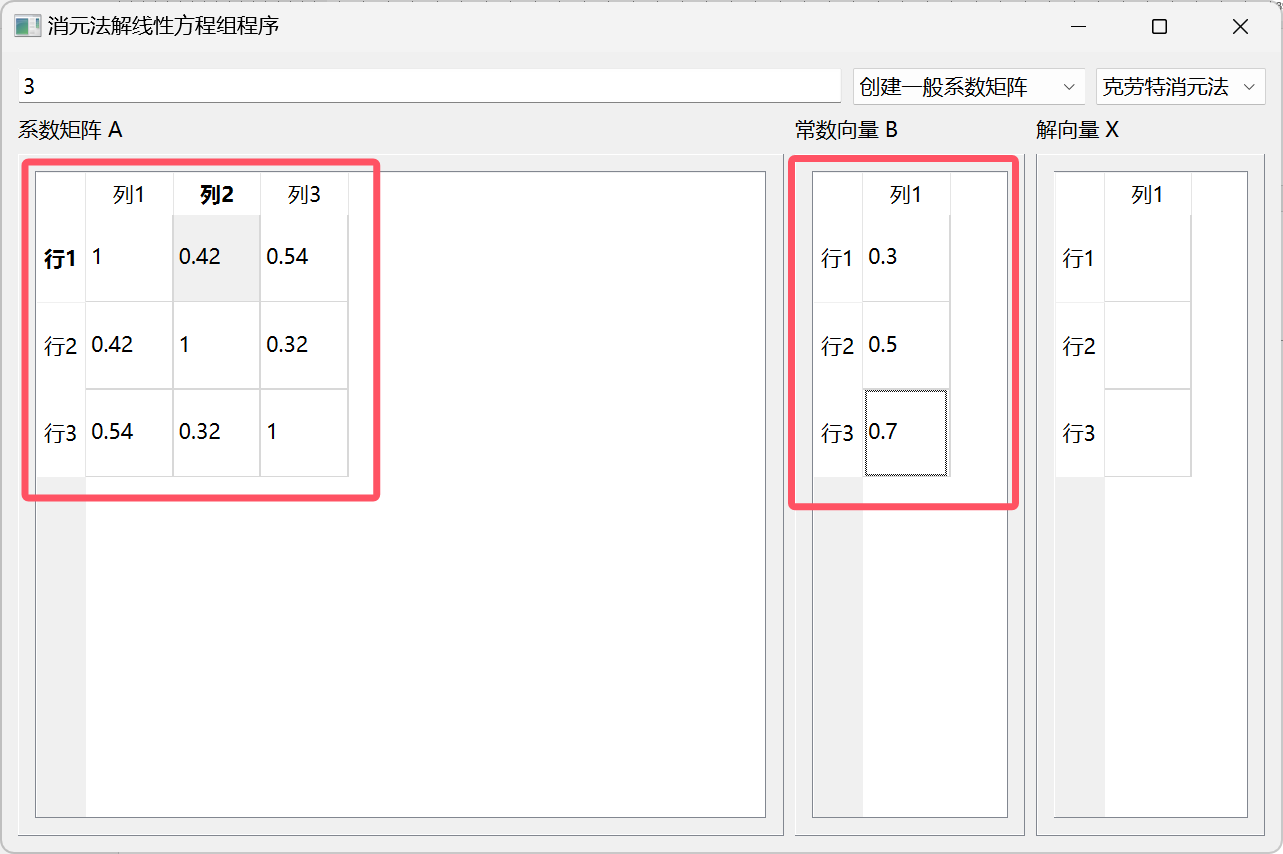 消元法解线性方程组程序
3 创建一般系数矩阵 克劳特消元法
系数矩阵 A 常数向量 B 解向量 X
列1 列2 列3 列1 列1
行1 1 0.42 0.54 行1 0.3 行1
行2 0.42 1 0.32 行2 0.5 行2
行3 0.54 0.32 1 行3 0.7 行3